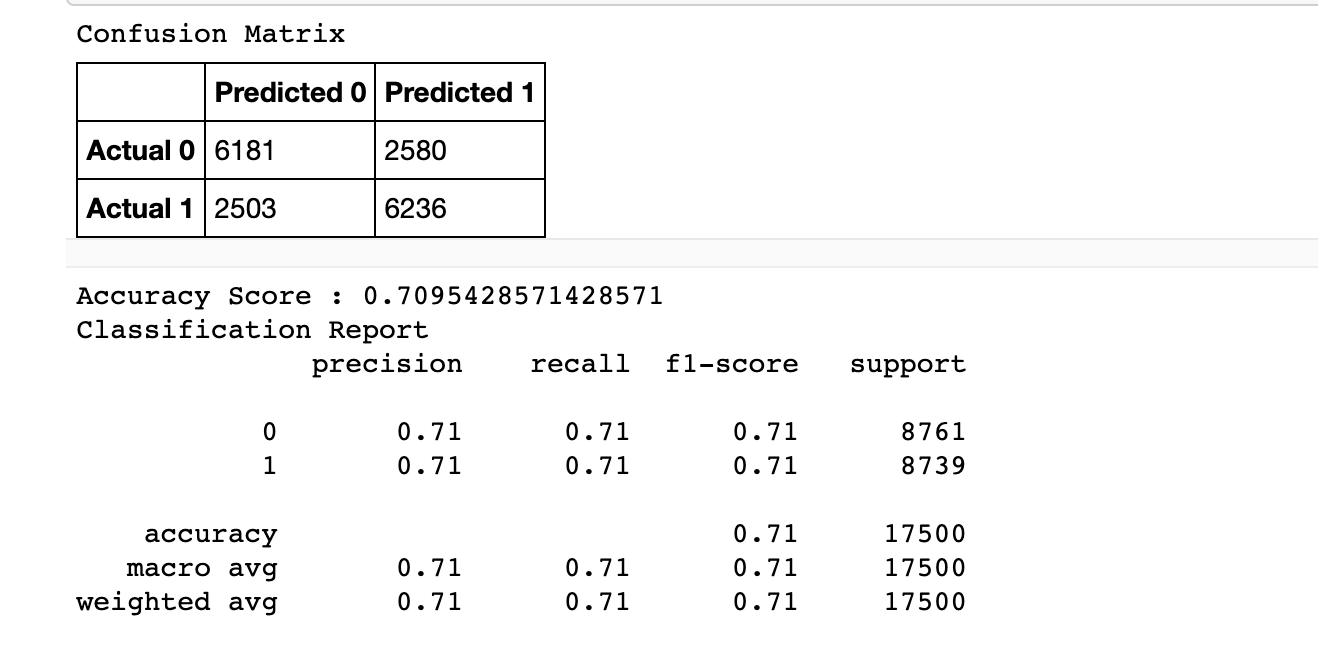 Confusion Matrix
Predicted 0 Predicted 1
Actual 0 6181 2580
Actual 1 2503 6236
Accuracy Score : 0.7095428571428571
Classification Report
precision recall f1-score support
0 0.71 0.71 0.71 8761
1 0.71 0.71 0.71 8739
accuracy 0.71 17500
macro avg 0.71 0.71 0.71 17500
weighted avg 0.71 0.71 0.71 17500